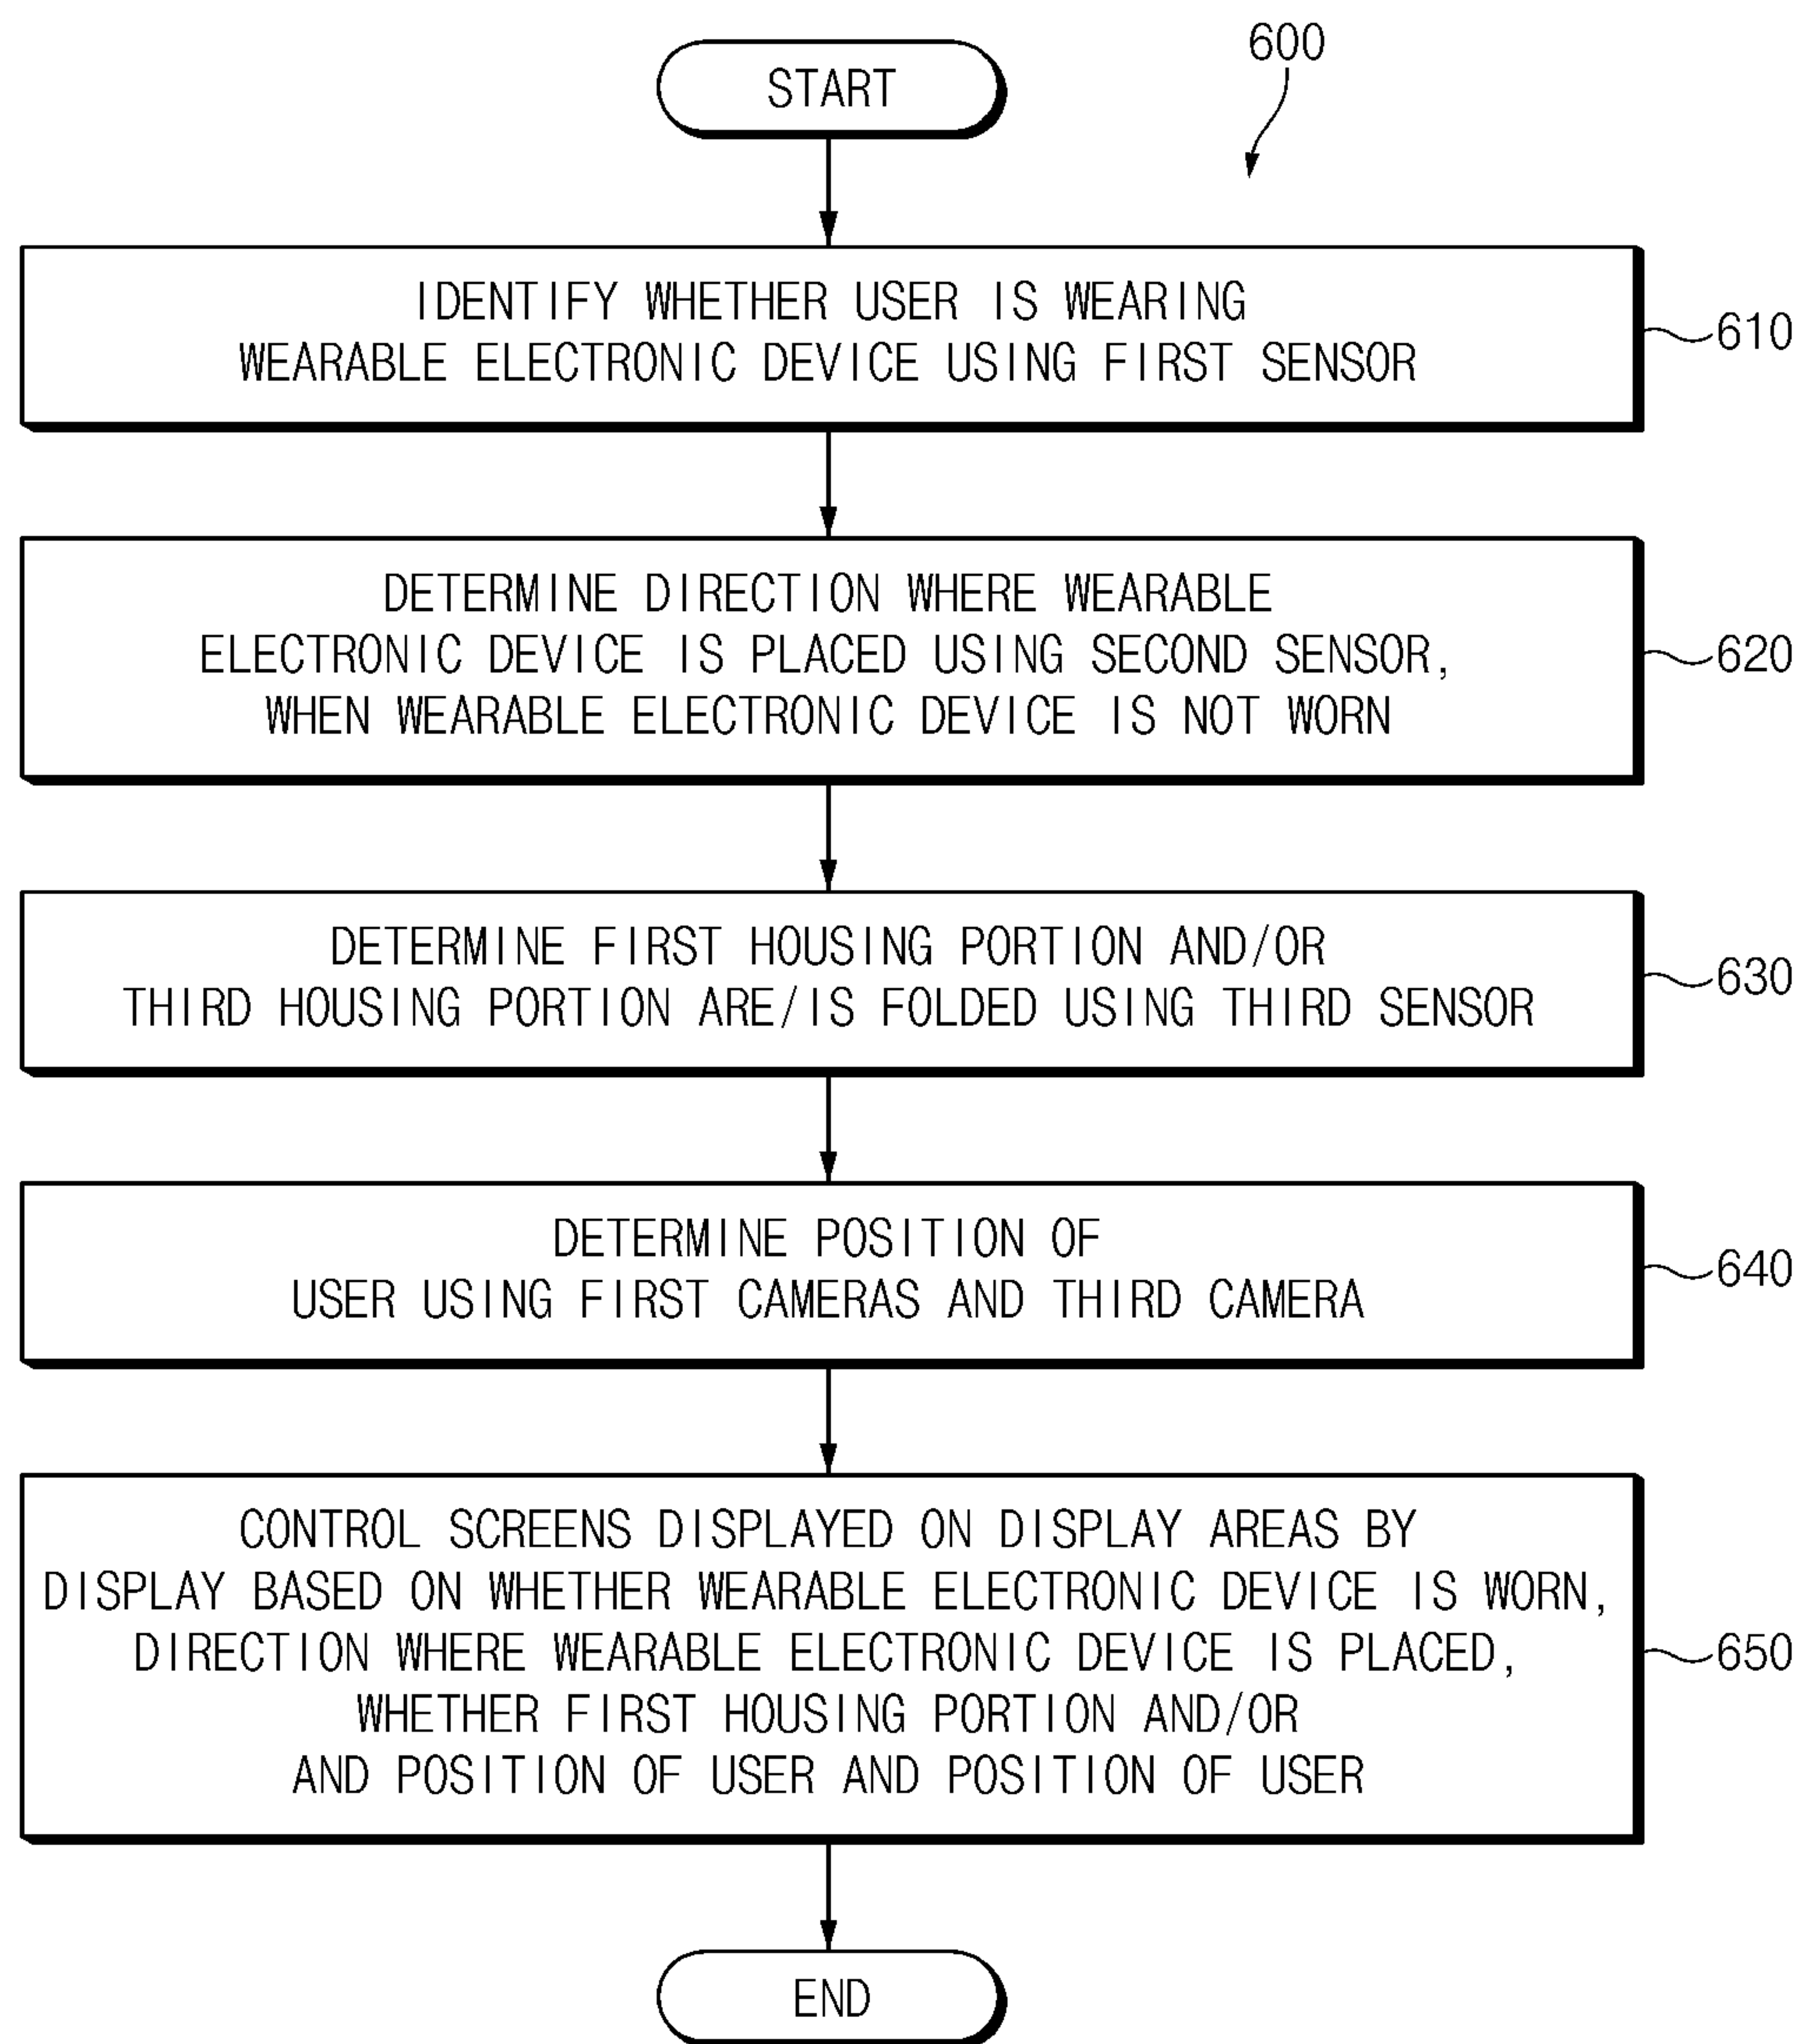 600
START
IDENTIFY WHETHER USER IS WEARING
WEARABLE ELECTRONIC DEVICE USING FIRST SENSOR
610
DETERMINE DIRECTION WHERE WEARABLE
ELECTRONIC DEVICE IS PLACED USING SECOND SENSOR,
WHEN WEARABLE ELECTRONIC DEVICE IS NOT WORN
620
DETERMINE FIRST HOUSING PORTION AND/OR
THIRD HOUSING PORTION ARE/IS FOLDED USING THIRD SENSOR
630
DETERMINE POSITION OF
USER USING FIRST CAMERAS AND THIRD CAMERA
640
CONTROL SCREENS DISPLAYED ON DISPLAY AREAS BY
DISPLAY BASED ON WHETHER WEARABLE ELECTRONIC DEVICE IS WORN,
DIRECTION WHERE WEARABLE ELECTRONIC DEVICE IS PLACED,
WHETHER FIRST HOUSING PORTION AND/OR
AND POSITION OF USER AND POSITION OF USER
650
END